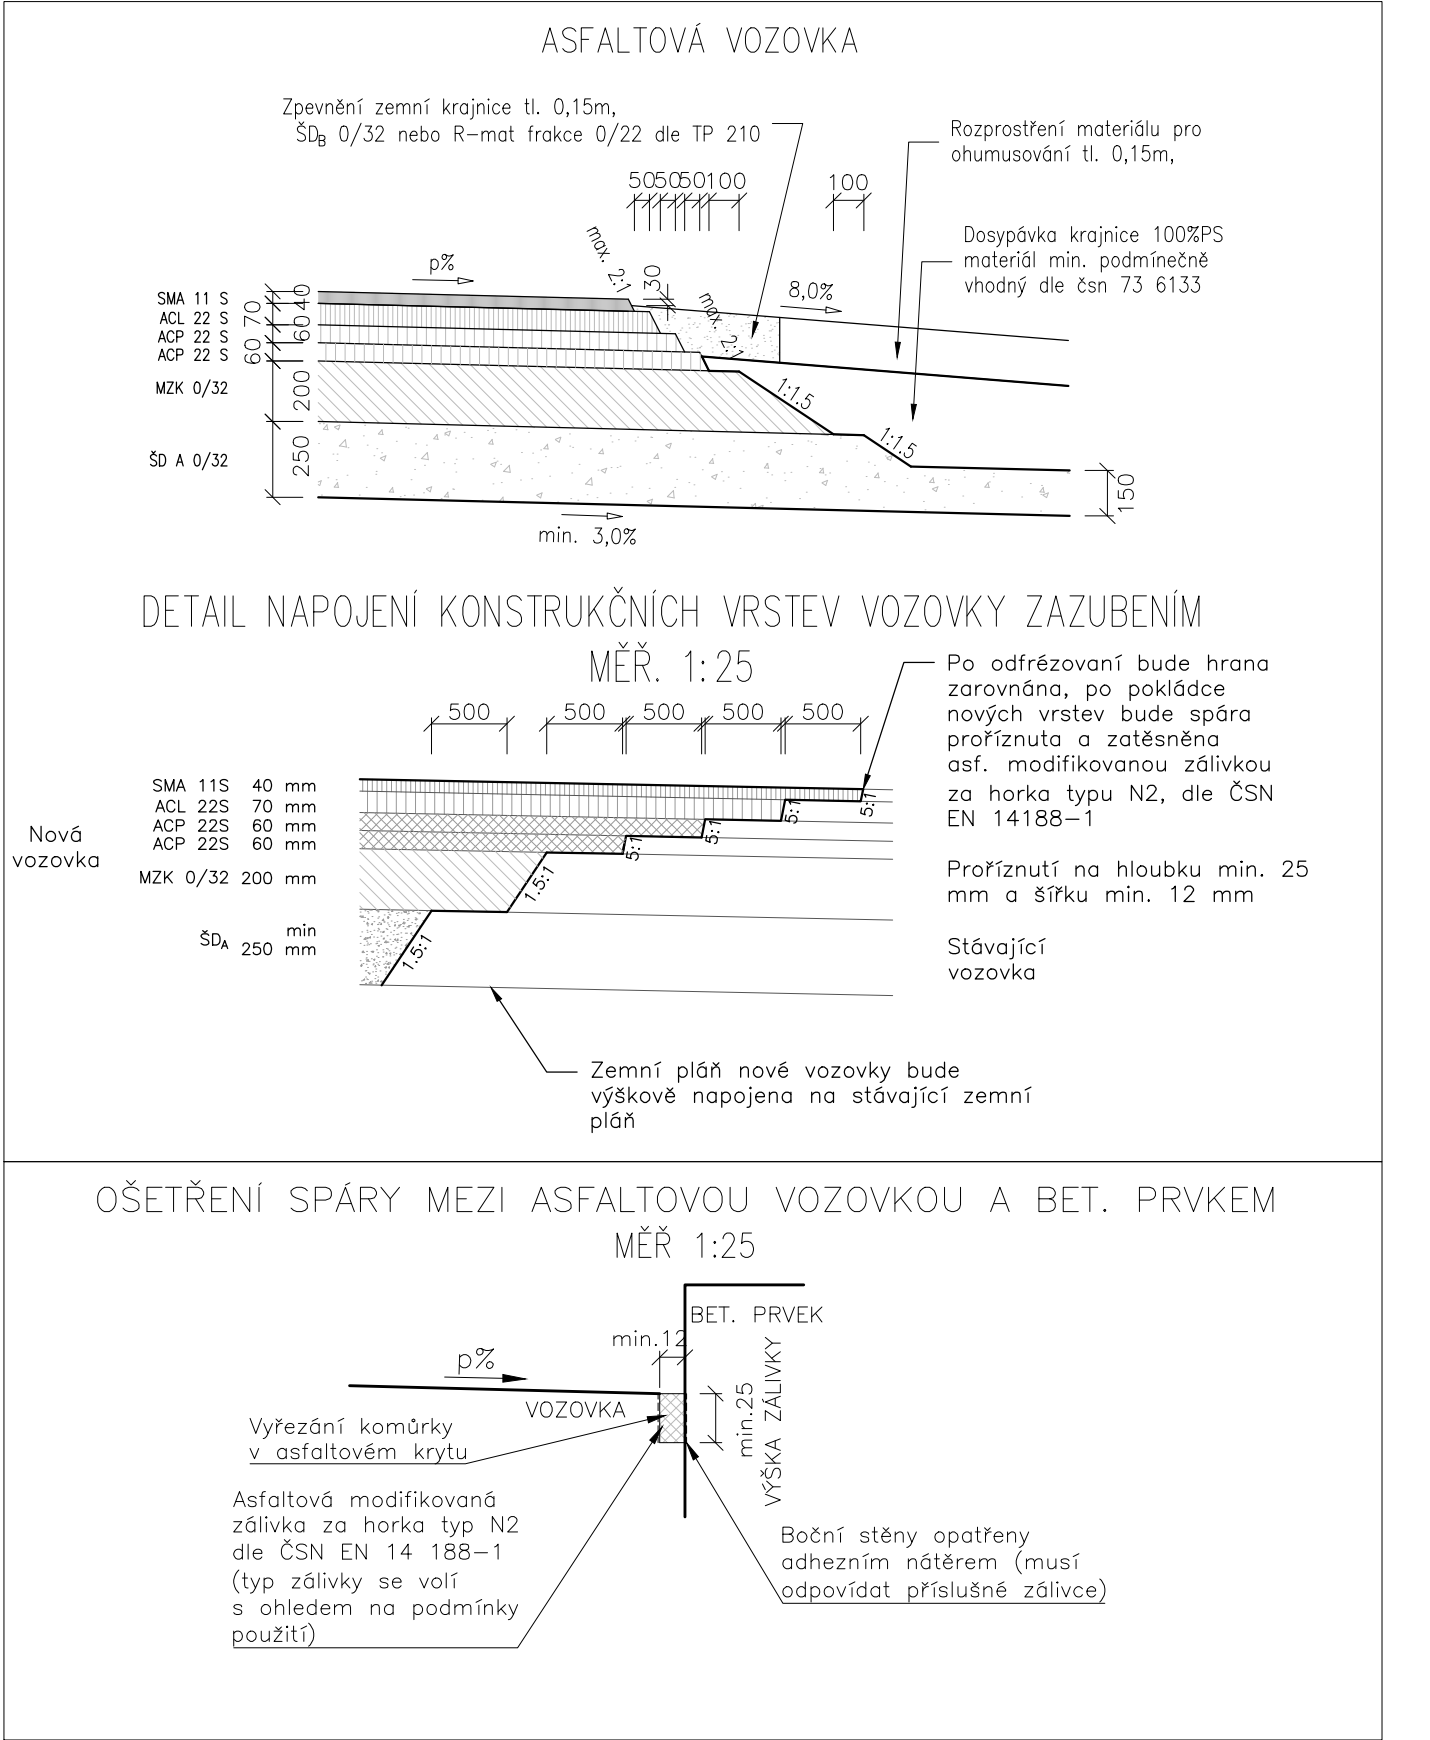 ASFALTOVÁ VOZOVKA
Zpevnění zemní krajnice tl. 0,15m,
ŠDB 0/32 nebo R-mat frakce 0/22 dle TP 210
Rozprostření materiálu pro
ohumusování tl. 0,15m,
50 50 50 100
100
Dosypávka krajnice 100%PS
materiál min. podmínečně
vhodný dle čsn 73 6133
max. 2:1
p%
30
8,0%
max. 2:1
SMA 11 S
ACL 22 S
ACP 22 S
ACP 22 S
MZK 0/32
ŠD A 0/32
40
70
60
60
200
250
1:1.5
1:1.5
150
min. 3,0%
DETAIL NAPOJENÍ KONSTRUKČNÍCH VRSTEV VOZOVKY ZAZUBENÍM
MĚŘ. 1:25
500 500 500 500 500
Po odfrézovaní bude hrana
zarovnána, po pokládce
nových vrstev bude spára
proříznuta a zatěsněna
asf. modifikovanou zálivkou
za horka typu N2, dle ČSN
EN 14188-1
Proříznutí na hloubku min. 25
mm a šířku min. 12 mm
Stávající
vozovka
Nová
vozovka
SMA 11S 40 mm
ACL 22S 70 mm
ACP 22S 60 mm
ACP 22S 60 mm
MZK 0/32 200 mm
min
ŠDA 250 mm
5:1
5:1
5:1
5:1
1.5:1
1.5:1
Zemní pláň nové vozovky bude
výškově napojena na stávající zemní
pláň
OŠETŘENÍ SPÁRY MEZI ASFALTOVOU VOZOVKOU A BET. PRVKEM
MĚŘ 1:25
BET. PRVEK
min.12
p%
VOZOVKA
min.25
VÝŠKA ZÁLIVKY
Vyřezání komůrky
v asfaltovém krytu
Asfaltová modifikovaná
zálivka za horka typ N2
dle ČSN EN 14 188-1
(typ zálivky se volí
s ohledem na podmínky
použití)
Boční stěny opatřeny
adhezním nátěrem (musí
odpovídat příslušné zálivce)